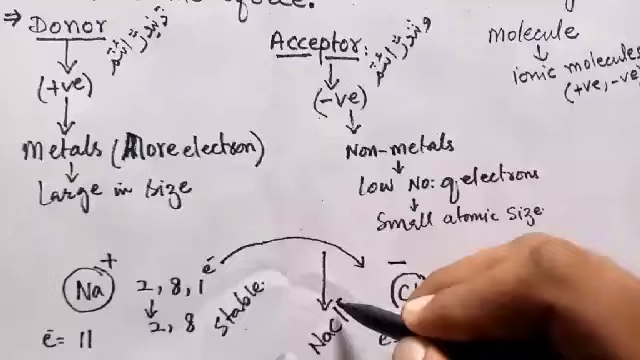 ⇒ Donor
(+ve)
Metals (More electron)
Large in Size
Acceptor:
(-ve)
Non-metals
Low No: of electrons
Small atomic size.
molecule
ionic molecules
(+ve, -ve)
Na +
2, 8, 1 e-
2, 8
Stable
e- = 11
NaCl
-
Cl
e-